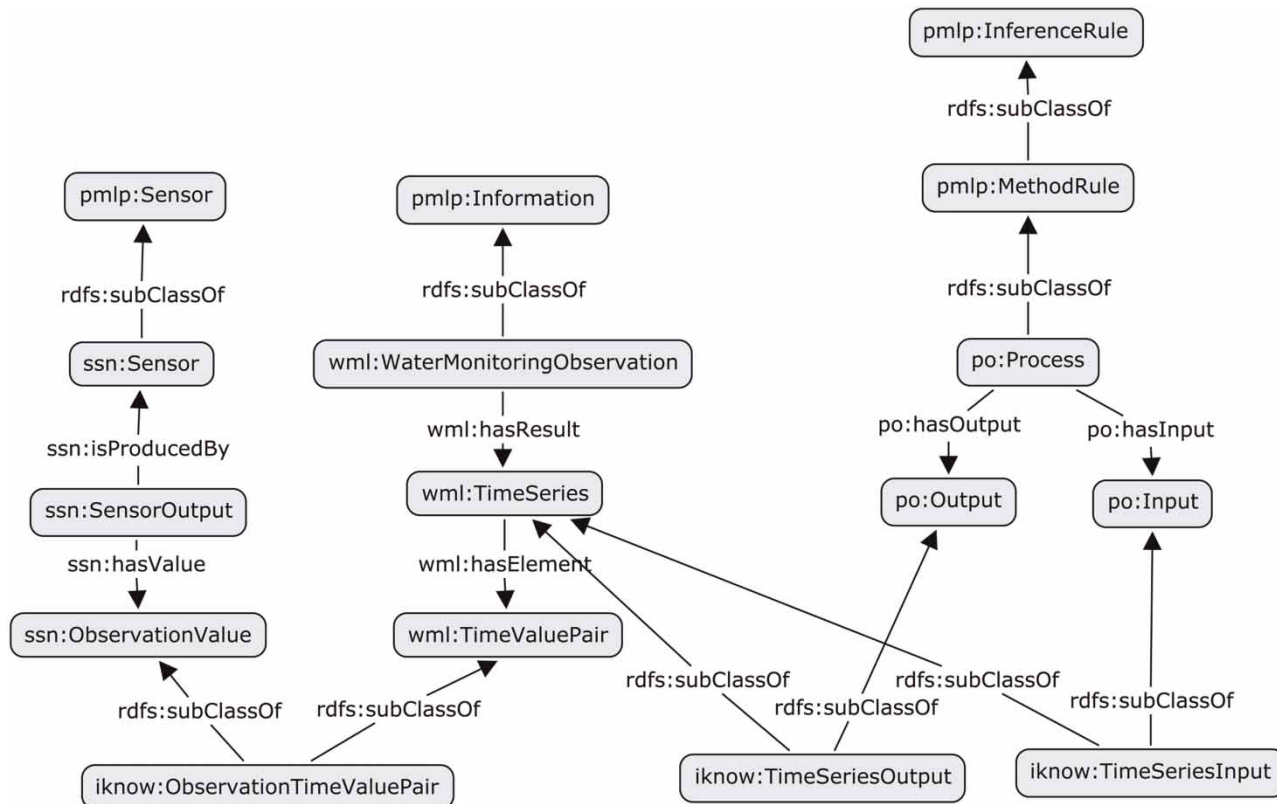 pmlp:InferenceRule
rdfs:subClassOf
pmlp:Sensor
pmlp:Information
pmlp:MethodRule
rdfs:subClassOf
rdfs:subClassOf
rdfs:subClassOf
ssn:Sensor
wml:WaterMonitoringObservation
po:Process
ssn:isProducedBy
wml:hasResult
po:hasOutput
po:hasInput
ssn:SensorOutput
wml:TimeSeries
po:Output
po:Input
ssn:hasValue
wml:hasElement
ssn:ObservationValue
wml:TimeValuePair
rdfs:subClassOf
rdfs:subClassOf
rdfs:subClassOf
rdfs:subClassOf
rdfs:subClassOf
rdfs:subClassOf
iknow:ObservationTimeValuePair
iknow:TimeSeriesOutput
iknow:TimeSeriesInput